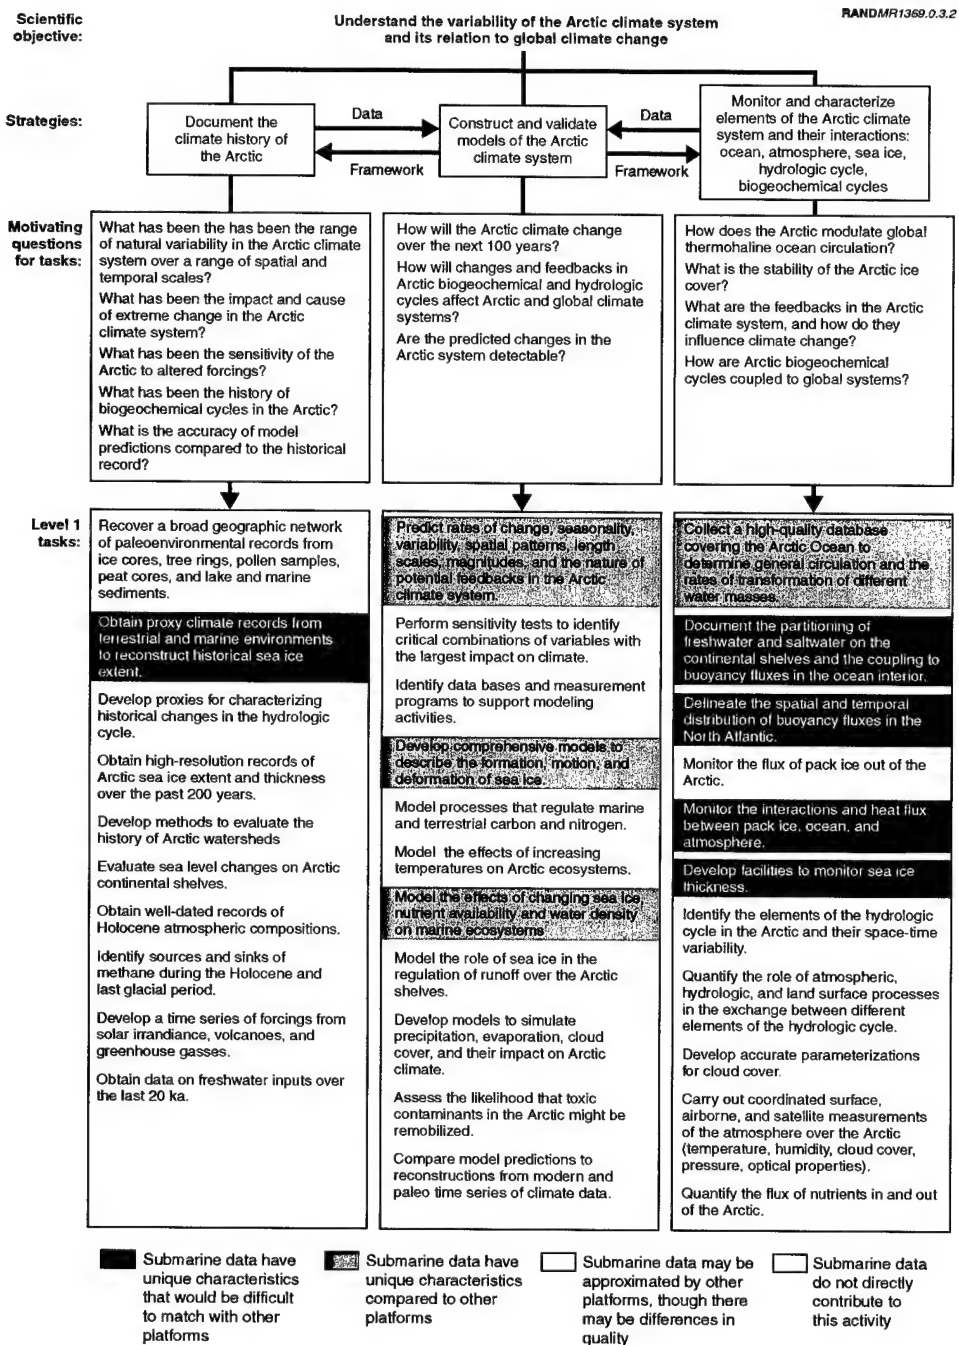 RANDMR1369.0.3.2
Scientific
objective:
Understand the variability of the Arctic climate system
and its relation to global climate change
Strategies:
Document the
climate history of
the Arctic
Data
Framework
Construct and validate
models of the Arctic
climate system
Data
Framework
Monitor and characterize
elements of the Arctic climate
system and their interactions:
ocean, atmosphere, sea ice,
hydrologic cycle,
biogeochemical cycles
Motivating
questions
for tasks:
What has been the has been the range
of natural variability in the Arctic climate
system over a range of spatial and
temporal scales?
What has been the impact and cause
of extreme change in the Arctic
climate system?
What has been the sensitivity of the
Arctic to altered forcings?
What has been the history of
biogeochemical cycles in the Arctic?
What is the accuracy of model
predictions compared to the historical
record?
How will the Arctic climate change
over the next 100 years?
How will changes and feedbacks in
Arctic biogeochemical and hydrologic
cycles affect Arctic and global climate
systems?
Are the predicted changes in the
Arctic system detectable?
How does the Arctic modulate global
thermohaline ocean circulation?
What is the stability of the Arctic ice
cover?
What are the feedbacks in the Arctic
climate system, and how do they
influence climate change?
How are Arctic biogeochemical
cycles coupled to global systems?
Level 1
tasks:
Recover a broad geographic network
of paleoenvironmental records from
ice cores, tree rings, pollen samples,
peat cores, and lake and marine
sediments.
Obtain proxy climate records from
terrestrial and marine environments
to reconstruct historical sea ice
extent.
Develop proxies for characterizing
historical changes in the hydrologic
cycle.
Obtain high-resolution records of
Arctic sea ice extent and thickness
over the past 200 years.
Develop methods to evaluate the
history of Arctic watersheds
Evaluate sea level changes on Arctic
continental shelves.
Obtain well-dated records of
Holocene atmospheric compositions.
Identify sources and sinks of
methane during the Holocene and
last glacial period.
Develop a time series of forcings from
solar irrandiance, volcanoes, and
greenhouse gasses.
Obtain data on freshwater inputs over
the last 20 ka.
Predict rates of change, seasonality,
variability, spatial patterns, length
scales, magnitudes, and the nature of
potential feedbacks in the Arctic
climate system.
Perform sensitivity tests to identify
critical combinations of variables with
the largest impact on climate.
Identify data bases and measurement
programs to support modeling
activities.
Develop comprehensive models to
describe the formation, motion, and
deformation of sea ice.
Model processes that regulate marine
and terrestrial carbon and nitrogen.
Model the effects of increasing
temperatures on Arctic ecosystems.
Model the effects of changing sea ice,
nutrient availability and water density
on marine ecosystems
Model the role of sea ice in the
regulation of runoff over the Arctic
shelves.
Develop models to simulate
precipitation, evaporation, cloud
cover, and their impact on Arctic
climate.
Assess the likelihood that toxic
contaminants in the Arctic might be
remobilized.
Compare model predictions to
reconstructions from modern and
paleo time series of climate data.
Collect a high-quality database
covering the Arctic Ocean to
determine general circulation and the
rates of transformation of different
water masses.
Document the partitioning of
freshwater and saltwater on the
continental shelves and the coupling to
buoyancy fluxes in the ocean interior.
Delineate the spatial and temporal
distribution of buoyancy fluxes in the
North Atlantic.
Monitor the flux of pack ice out of the
Arctic.
Monitor the interactions and heat flux
between pack ice, ocean, and
atmosphere.
Develop facilities to monitor sea ice
thickness.
Identify the elements of the hydrologic
cycle in the Arctic and their space-time
variability.
Quantify the role of atmospheric,
hydrologic, and land surface processes
in the exchange between different
elements of the hydrologic cycle.
Develop accurate parameterizations
for cloud cover.
Carry out coordinated surface,
airborne, and satellite measurements
of the atmosphere over the Arctic
(temperature, humidity, cloud cover,
pressure, optical properties).
Quantify the flux of nutrients in and out
of the Arctic.
Submarine data have
unique characteristics
that would be difficult
to match with other
platforms
Submarine data have
unique characteristics
compared to other
platforms
Submarine data may be
approximated by other
platforms, though there
may be differences in
quality
Submarine data
do not directly
contribute to
this activity